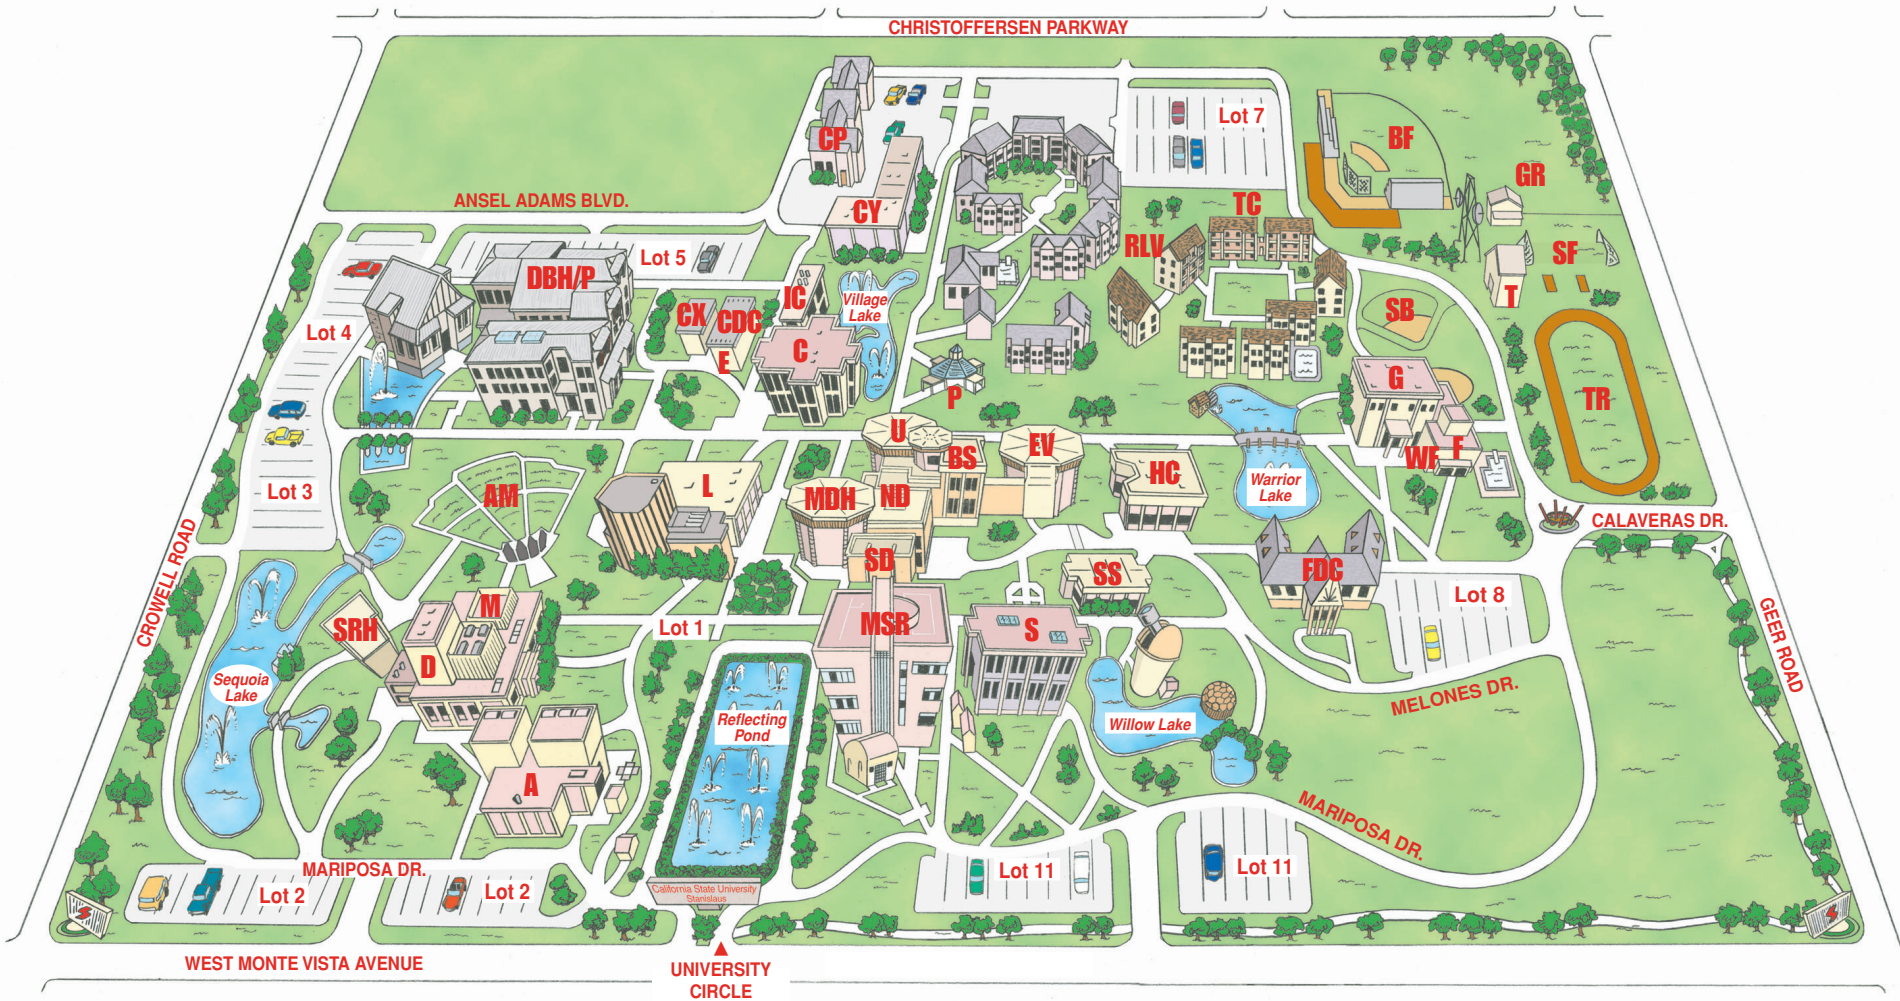 CHRISTOFFERSEN PARKWAY
Lot 7
CP
BF
GR
ANSEL ADAMS BLVD.
CY
TC
RLV
SF
Lot 5
DBH/P
IC
Village
Lake
T
CX
CDC
SB
Lot 4
E
C
G
P
TR
U
BS
EV
WF
F
Lot 3
AM
L
MDH
ND
HC
Warrior
Lake
CALAVERAS DR.
CROWELL ROAD
SD
SS
FDC
Lot 8
M
SRH
Lot 1
MSR
S
GEER ROAD
D
Sequoia
Lake
MELONES DR.
Reflecting
Pond
Willow Lake
A
MARIPOSA DR.
MARIPOSA DR.
Lot 2
Lot 2
Lot 11
Lot 11
California State University
Stanislaus
WEST MONTE VISTA AVENUE
UNIVERSITY
CIRCLE